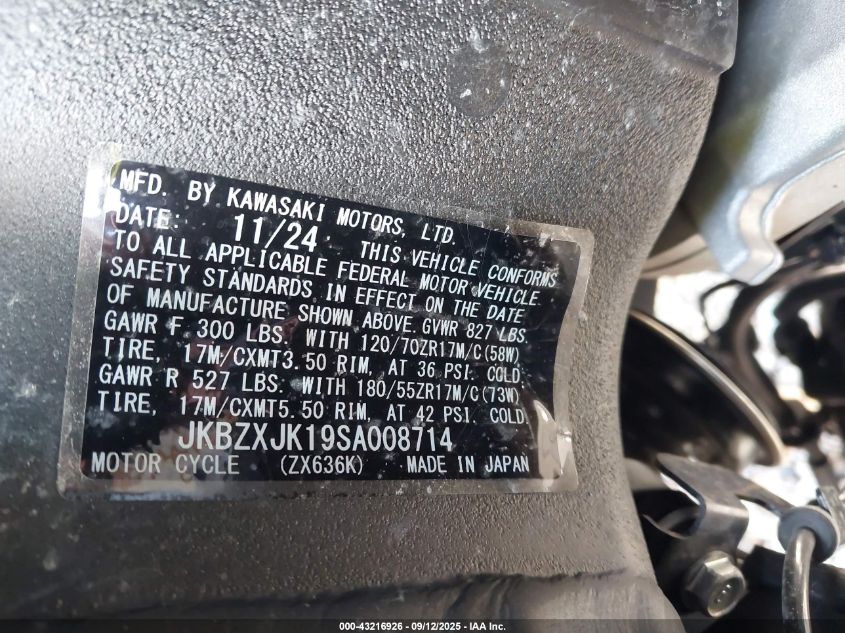 MFD. BY KAWASAKI MOTORS, LTD.
DATE: 11/24 THIS VEHICLE CONFORMS
TO ALL APPLICABLE FEDERAL MOTOR VEHICLE
SAFETY STANDARDS IN EFFECT ON THE DATE
OF MANUFACTURE SHOWN ABOVE. GVWR 827 LBS.
GAWR F 300 LBS. WITH 120/70ZR17M/C(58W)
TIRE, 17M/CXMT3.50 RIM, AT 36 PSI. COLD.
GAWR R 527 LBS. WITH 180/55ZR17M/C(73W)
TIRE, 17M/CXMT5.50 RIM, AT 42 PSI. COLD.
JKBZXJK19SA008714
MOTOR CYCLE (ZX636K) MADE IN JAPAN
000-43216926 - 09/12/2025 - IAA Inc.